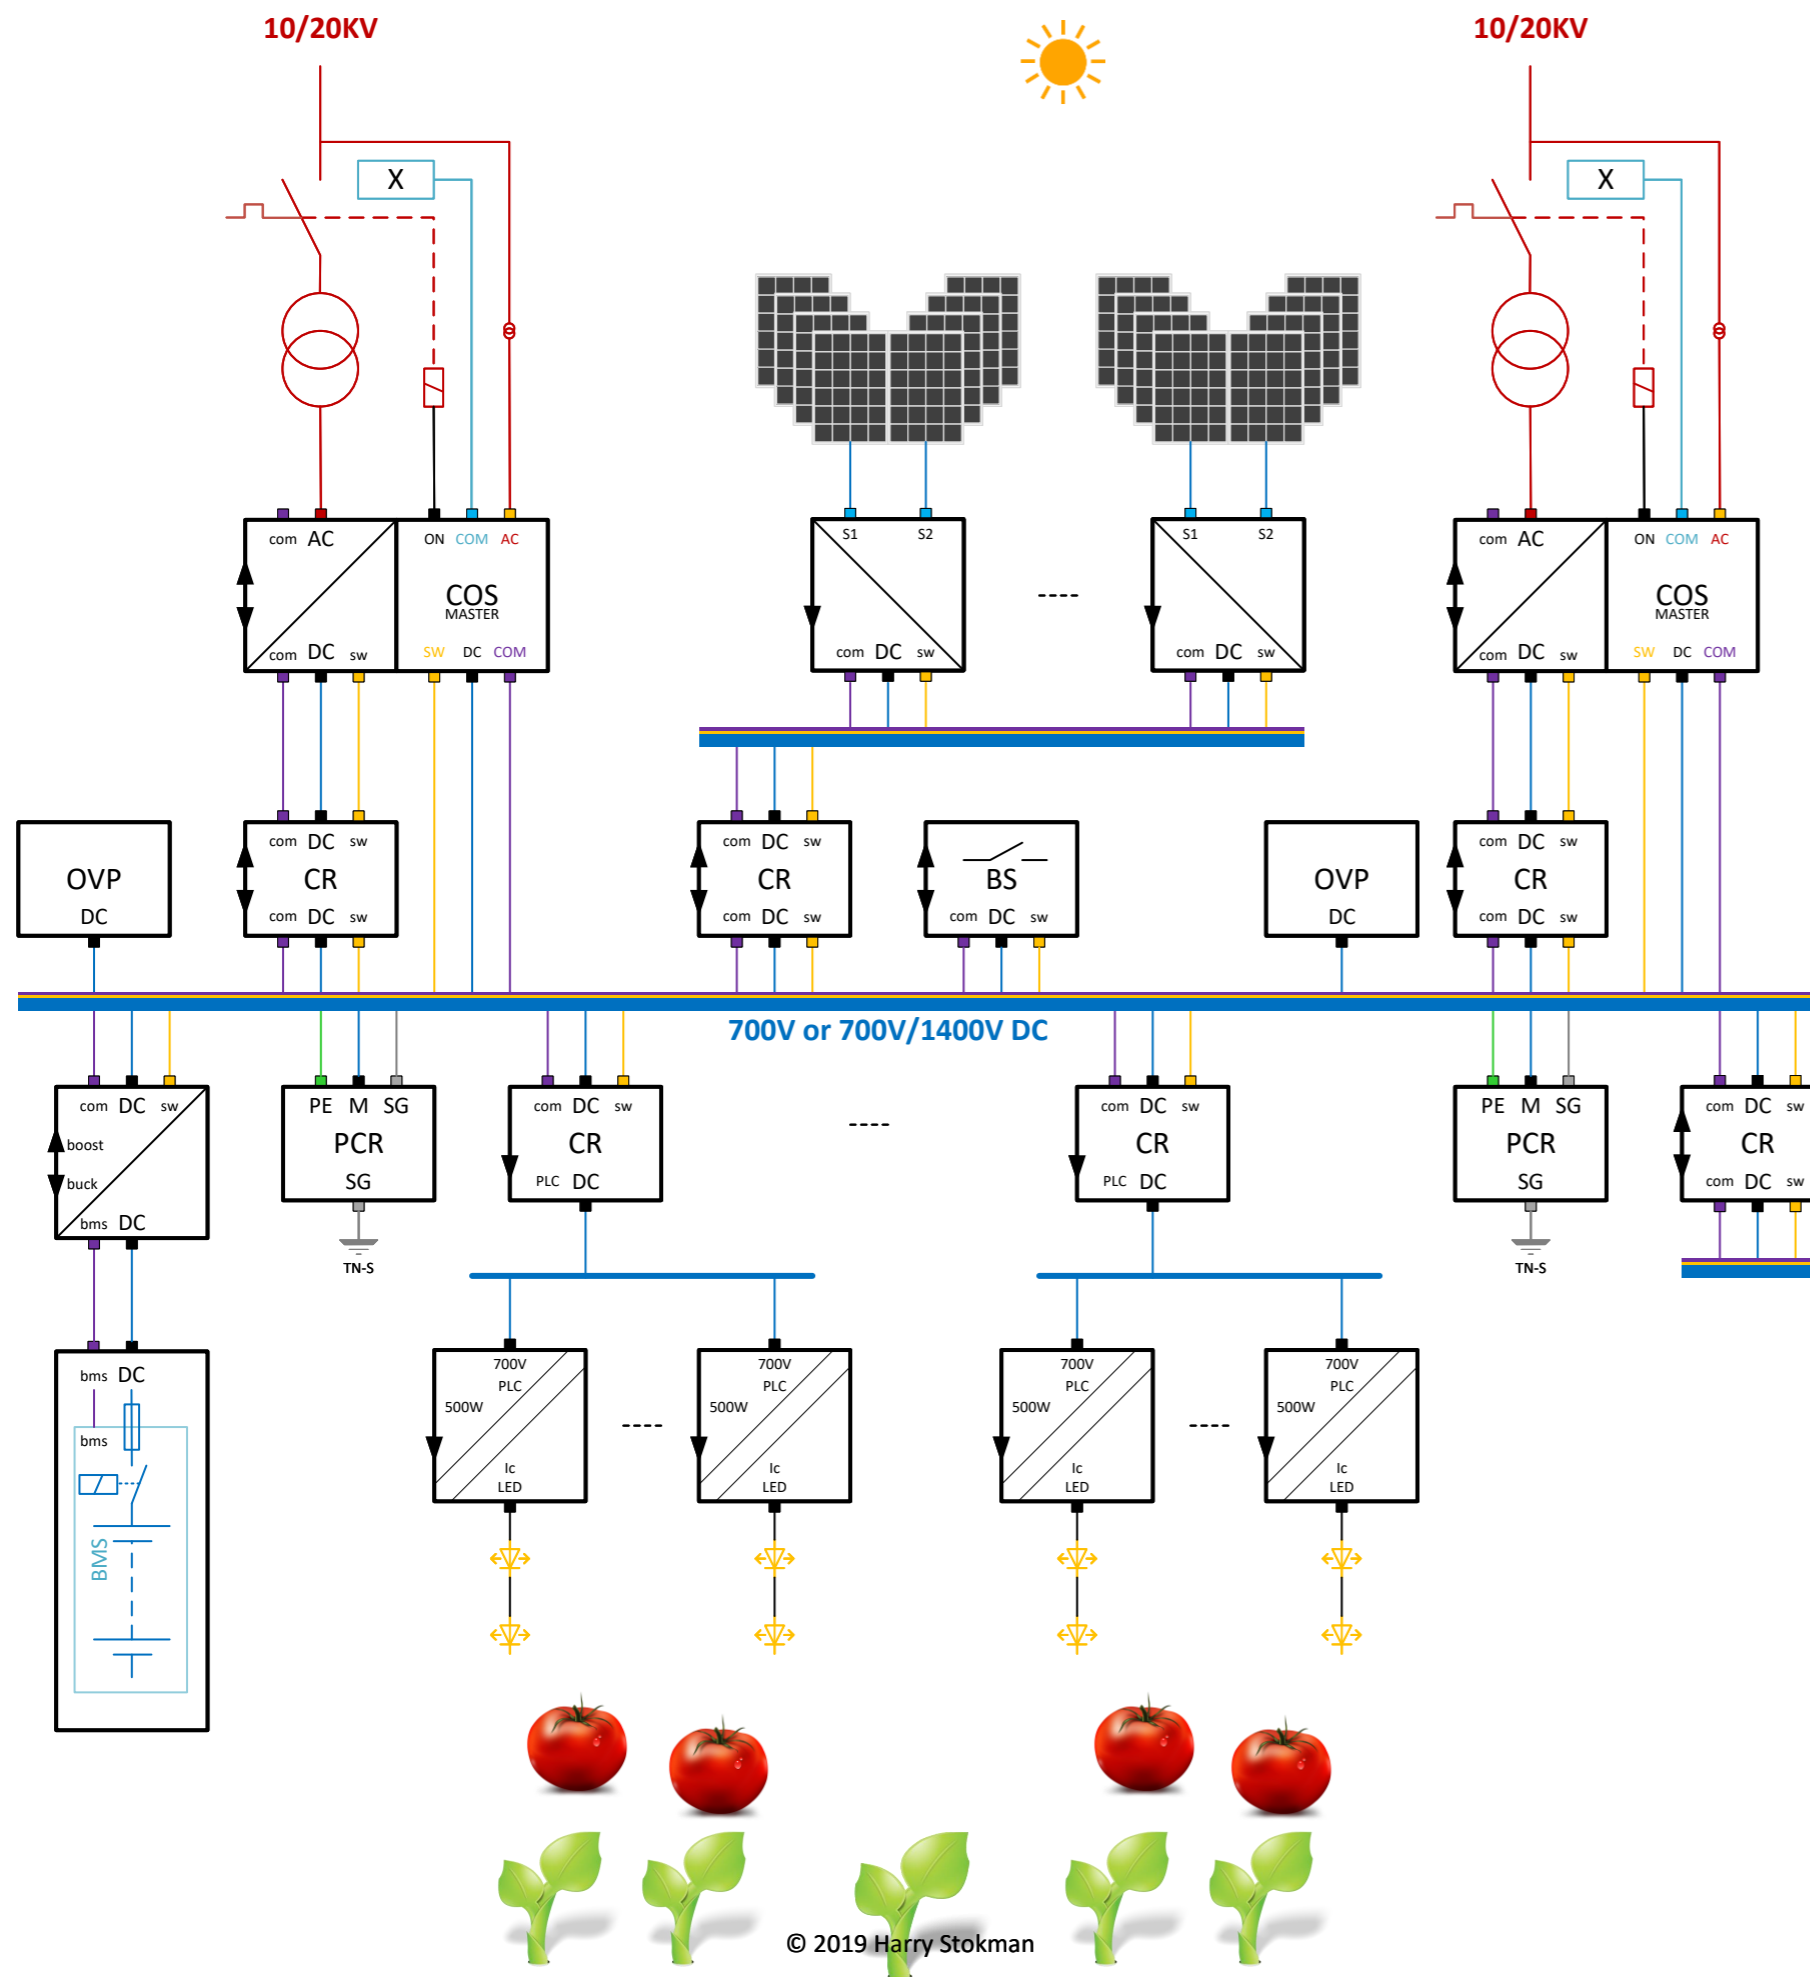 10/20KV 10/20KV
X X
com AC ON COM AC S1 S2 S1 S2 com AC ON COM AC
COS COS
MASTER MASTER
com DC sw SW DC COM com DC sw com DC sw com DC sw SW DC COM
com DC sw com DC sw com DC sw
OVP CR CR BS OVP CR
DC com DC sw com DC sw com DC sw DC com DC sw
700V or 700V/1400V DC
com DC sw PE M SG com DC sw com DC sw PE M SG com DC sw
boost PCR CR CR PCR CR
buck SG PLC DC PLC DC SG com DC sw
bms DC
TN-S TN-S
bms DC 700V 700V 700V 700V
PLC PLC PLC PLC
500W 500W 500W 500W
bms
Ic Ic Ic Ic
LED LED LED LED
BMS
© 2019 Harry Stokman